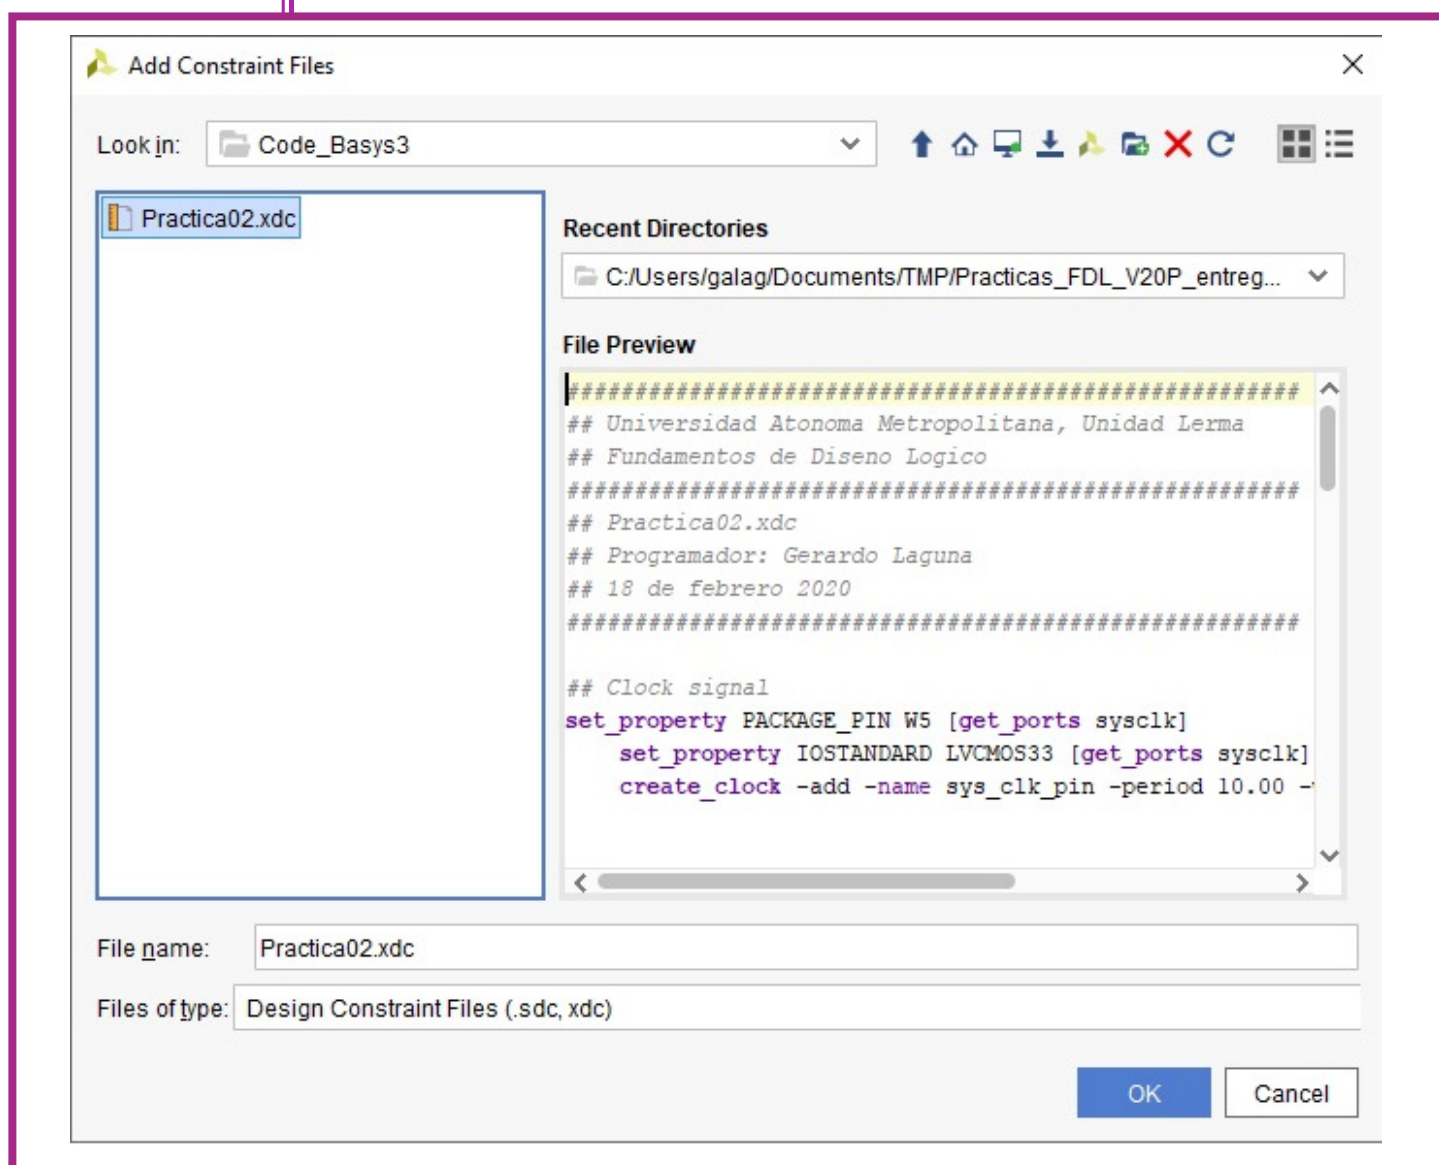 Add Constraint Files
Look in: Code_Basys3
Practica02.xdc
Recent Directories
C:/Users/galag/Documents/TMP/Practicas_FDL_V20P_entreg...
File Preview
######################################################
## Universidad Atonoma Metropolitana, Unidad Lerma
## Fundamentos de Diseno Logico
######################################################
## Practica02.xdc
## Programador: Gerardo Laguna
## 18 de febrero 2020
######################################################
## Clock signal
set_property PACKAGE_PIN W5 [get_ports sysclk]
set_property IOSTANDARD LVCMOS33 [get_ports sysclk]
create_clock -add -name sys_clk_pin -period 10.00 -
File name: Practica02.xdc
Files of type: Design Constraint Files (.sdc, xdc)
OK Cancel